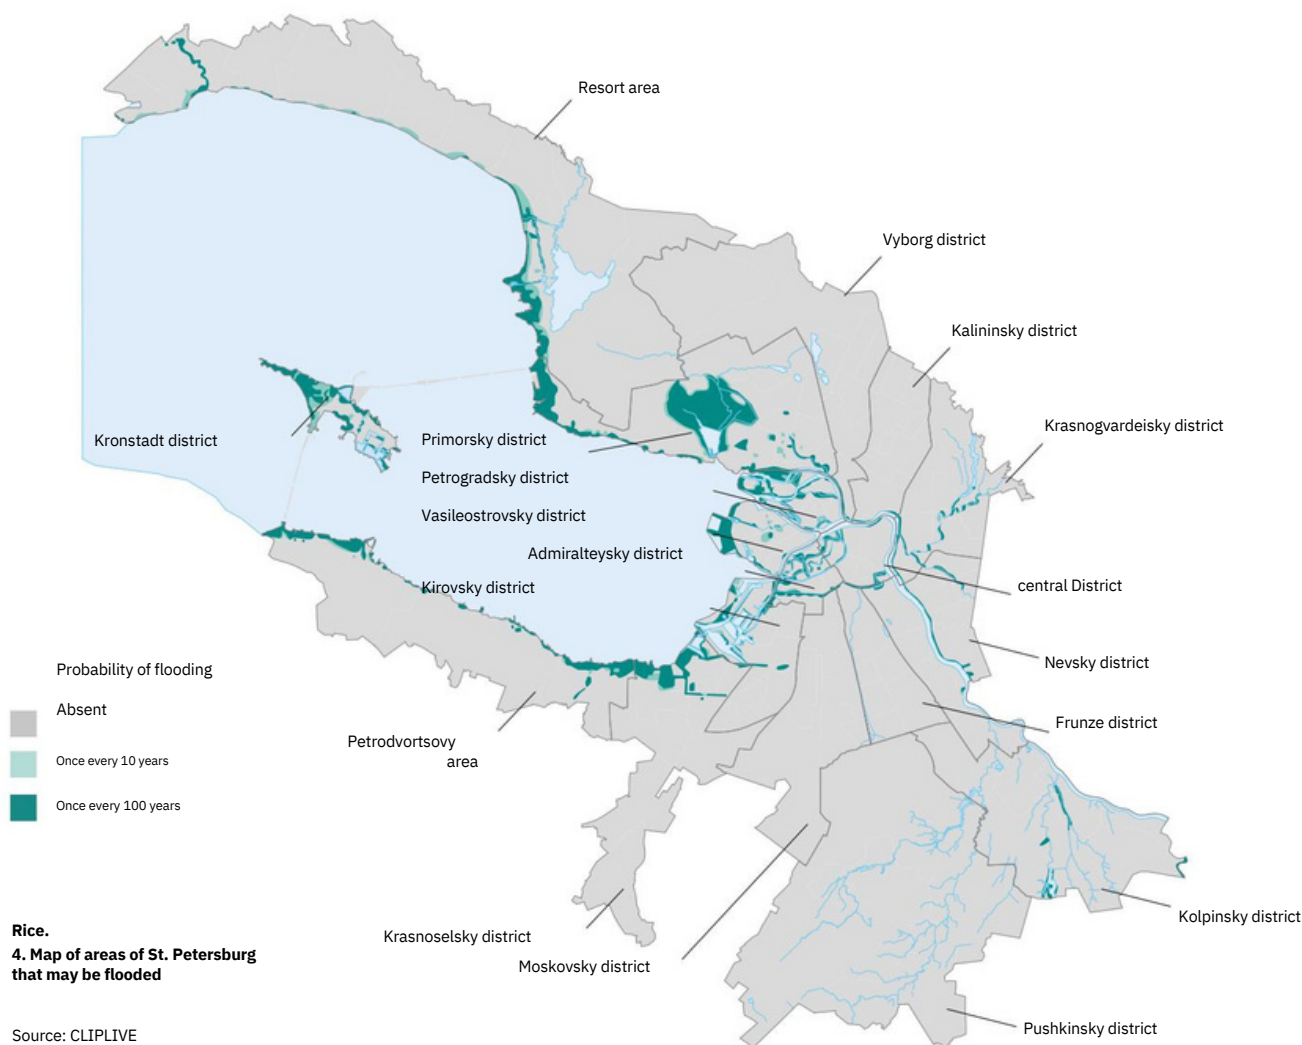 Resort area
Vyborg district
Kalininsky district
Krasnogvardeisky district
Kronstadt district
Primorsky district
Petrogradsky district
Vasileostrovsky district
Admiralteysky district
Kirovsky district
central District
Nevsky district
Frunze district
Petrodvortsovy
area
Probability of flooding
Absent
Once every 10 years
Once every 100 years
Krasnoselsky district
Moskovsky district
Kolpinsky district
Pushkinsky district
Rice.
4. Map of areas of St. Petersburg
that may be flooded
Source: CLIPLIVE